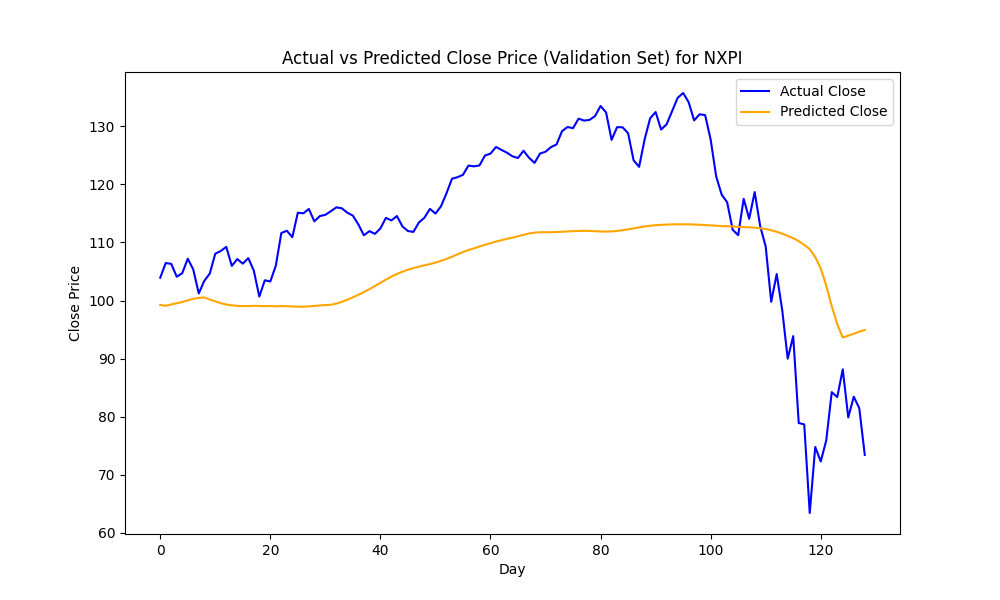 Actual vs Predicted Close Price (Validation Set) for NXPI
Actual Close
Predicted Close
Close Price
130
120
110
100
90
80
70
60
0 20 40 60 80 100 120
Day